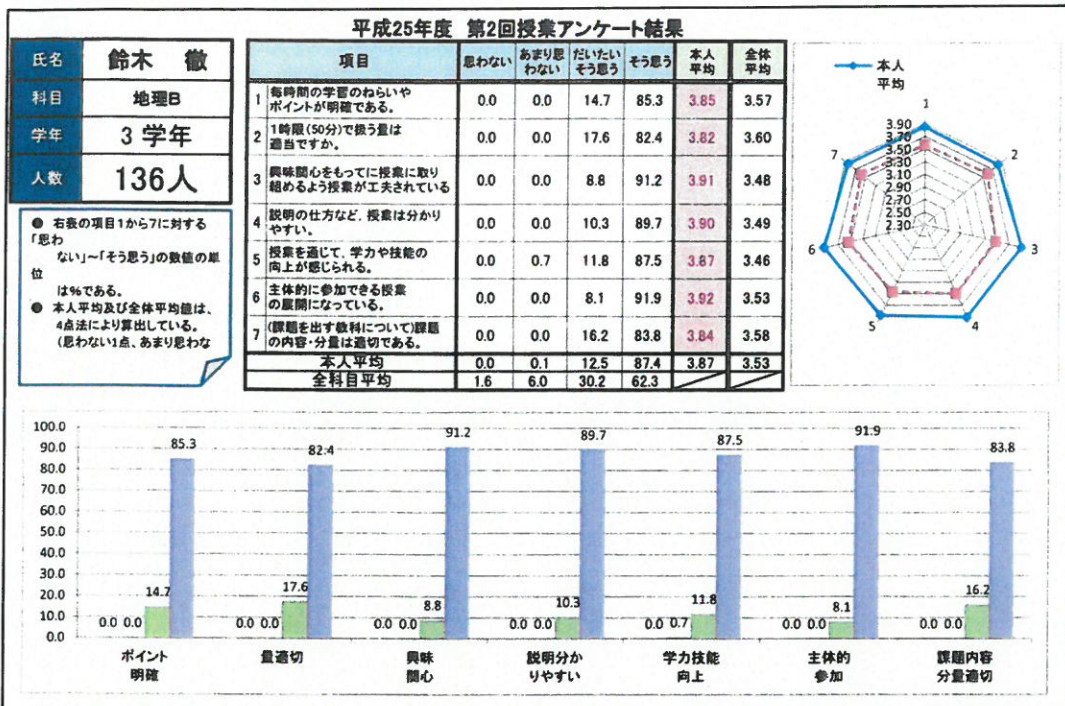 平成25年度 第2回授業アンケート結果
氏名 鈴木 徹
科目 地理B
学年 3 学年
人数 136人
● 右表の項目1から7に対する
「思わ
ない」~「そう思う」の数値の単
位
は%である。
● 本人平均及び全体平均値は、
4点法により算出している。
(思わない1点、あまり思わな
項目 思わない あまり思わない だいたいそう思う そう思う 本人平均 全体平均
1 毎時間の学習のねらいや
ポイントが明確である。 0.0 0.0 14.7 85.3 3.85 3.57
2 1時限(50分)で扱う量は
適当ですか。 0.0 0.0 17.6 82.4 3.82 3.60
3 興味関心をもってに授業に取り
組めるよう授業が工夫されている 0.0 0.0 8.8 91.2 3.91 3.48
4 説明の仕方など、授業は分かり
やすい。 0.0 0.0 10.3 89.7 3.90 3.49
5 授業を通じて、学力や技能の
向上が感じられる。 0.0 0.7 11.8 87.5 3.87 3.46
6 主体的に参加できる授業
の展開になっている。 0.0 0.0 8.1 91.9 3.92 3.53
7 (課題を出す教科について)課題
の内容・分量は適切である。 0.0 0.0 16.2 83.8 3.84 3.58
本人平均 0.0 0.1 12.5 87.4 3.87 3.53
全科目平均 1.6 6.0 30.2 62.3
本人
平均
1
2
3
4
5
6
7
3.90
3.70
3.50
3.30
3.10
2.90
2.70
2.50
2.30
100.0
90.0
80.0
70.0
60.0
50.0
40.0
30.0
20.0
10.0
0.0
0.0 0.0 14.7 85.3
0.0 0.0 17.6 82.4
0.0 0.0 8.8 91.2
0.0 0.0 10.3 89.7
0.0 0.7 11.8 87.5
0.0 0.0 8.1 91.9
0.0 0.0 16.2 83.8
ポイント
明確
量適切
興味
関心
説明分か
りやすい
学力技能
向上
主体的
参加
課題内容
分量適切